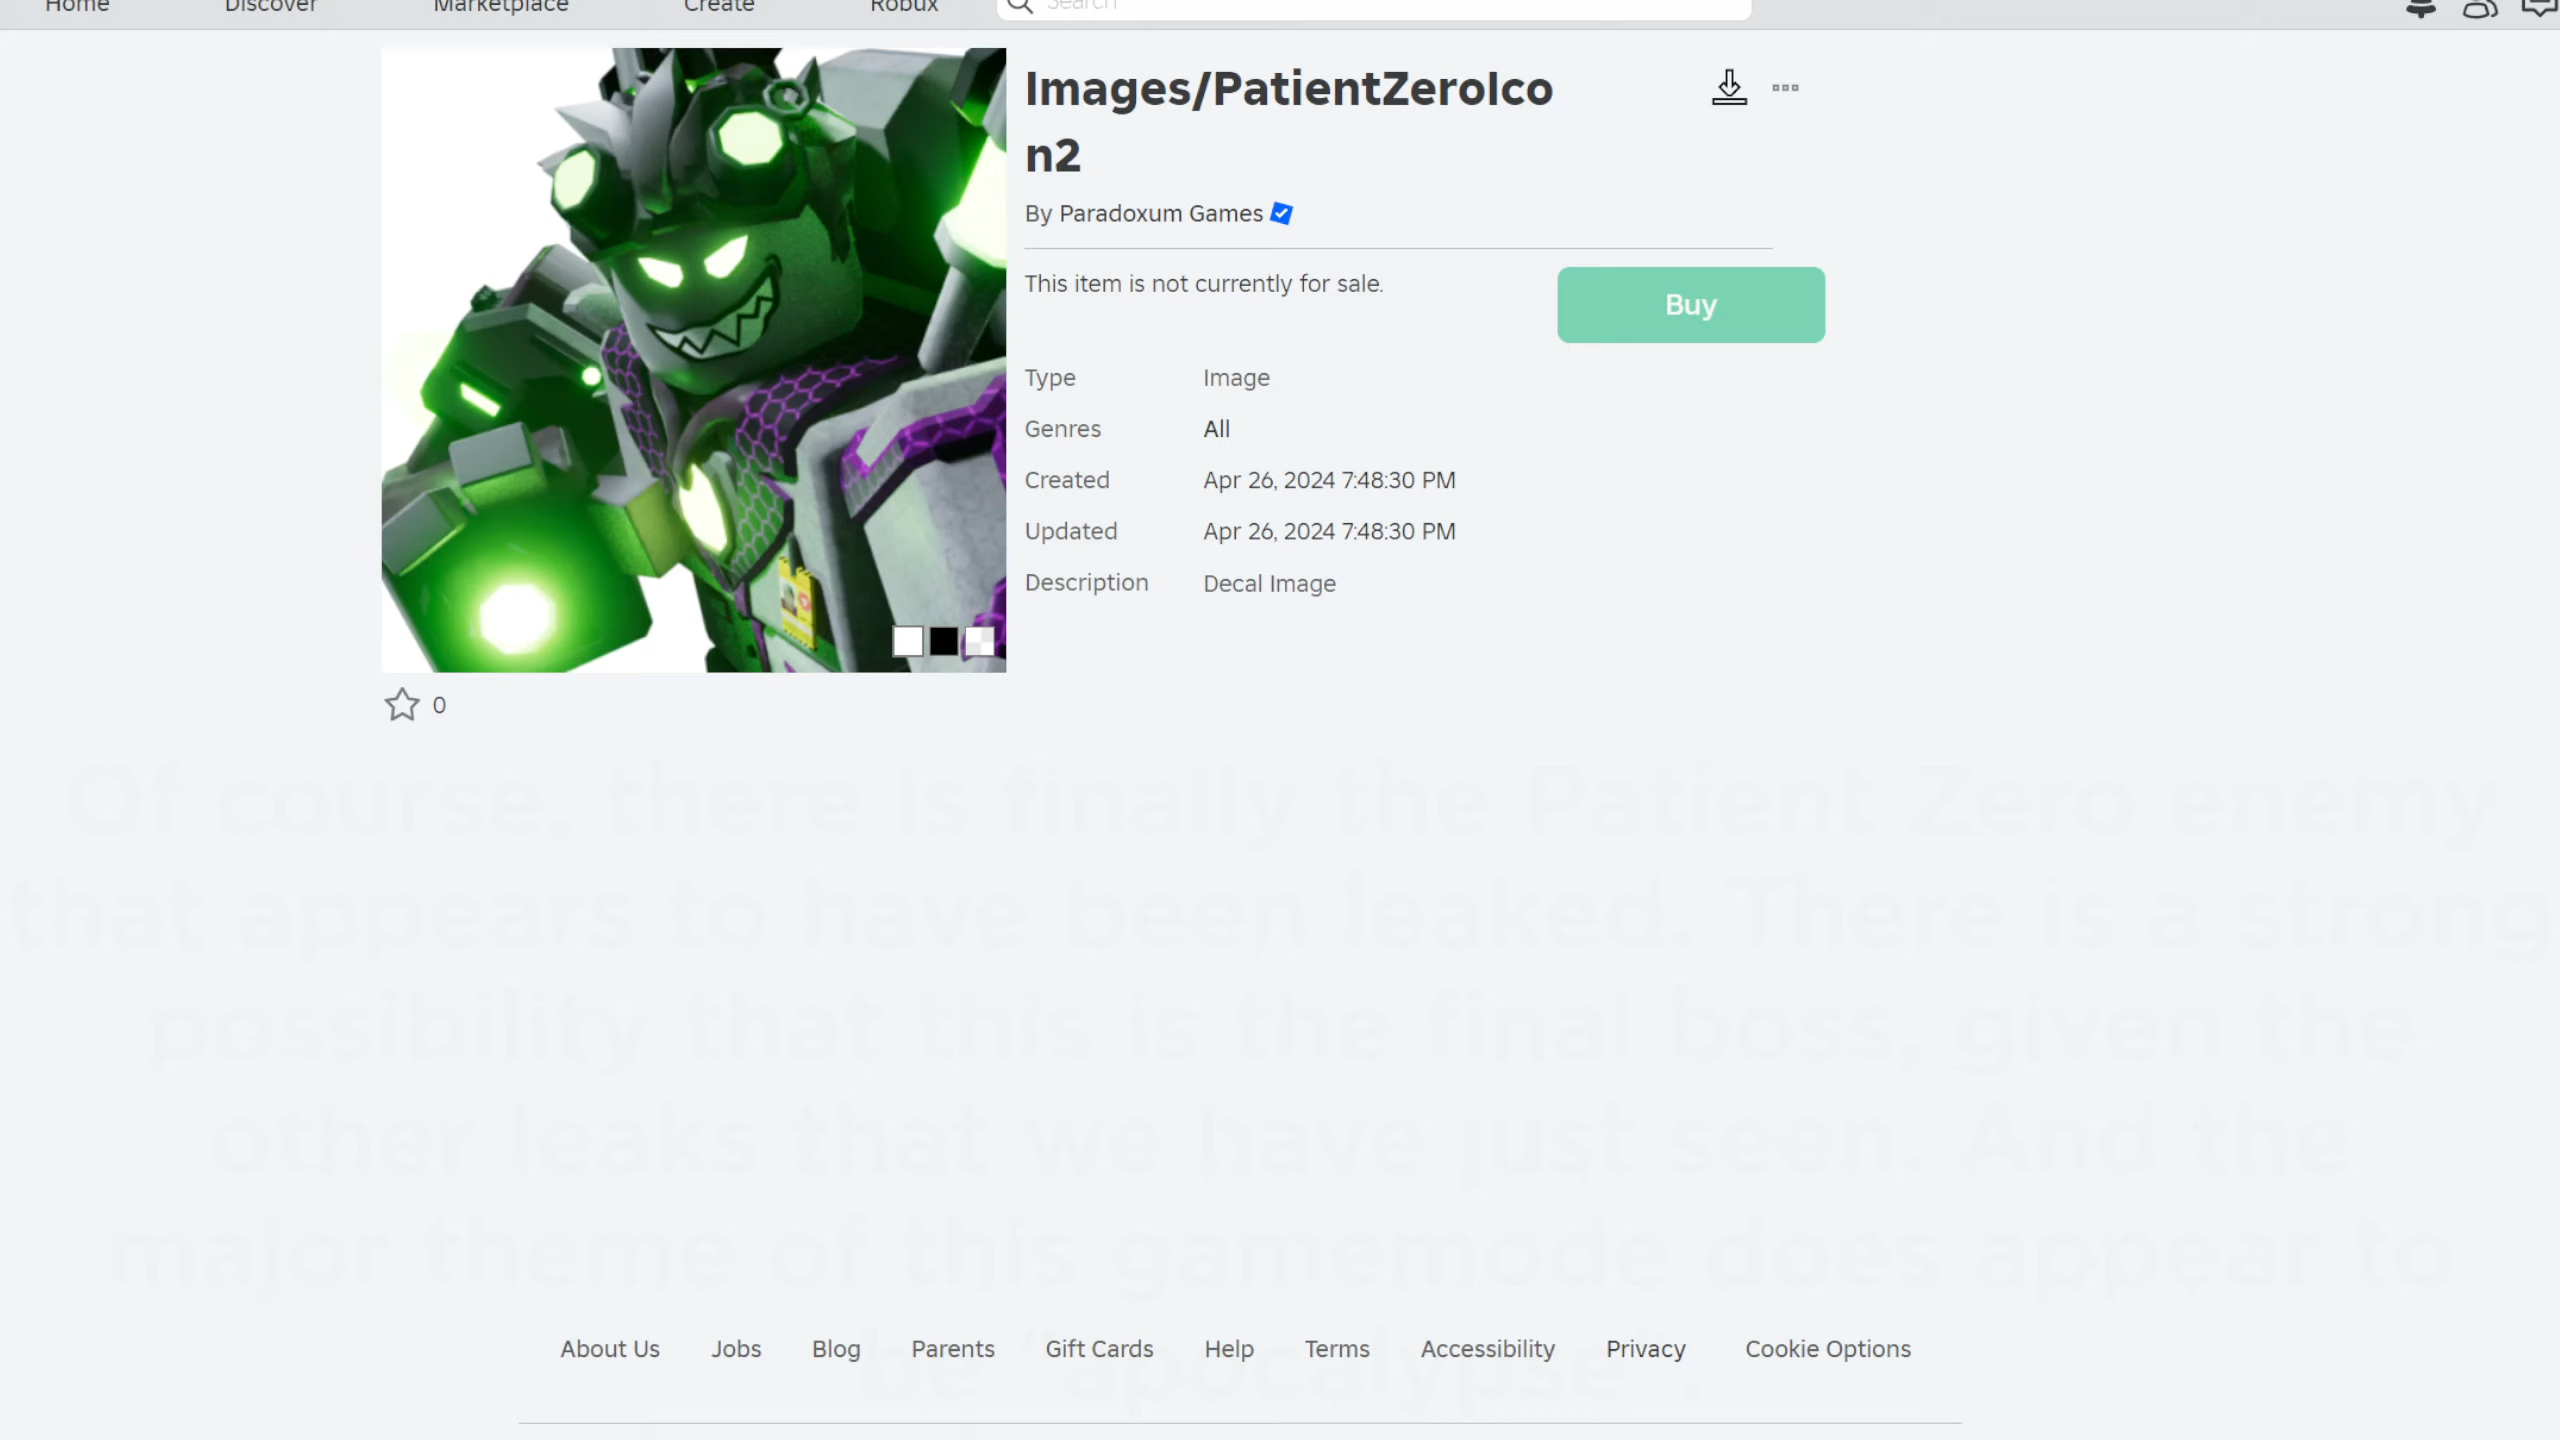 Home Discover Marketplace Create Robux Search
Images/PatientZeroIco
n2
By Paradoxum Games
This item is not currently for sale.
Buy
Type Image
Genres All
Created Apr 26, 2024 7:48:30 PM
Updated Apr 26, 2024 7:48:30 PM
Description Decal Image
0
Of course, there is finally the Patient Zero enemy
that appears to have been leaked. There is a strong
possibility that this is the final boss, given the
other leaks that we have just seen. And the
major theme of this gamemode does appear to
be "apocalypse".
About Us Jobs Blog Parents Gift Cards Help Terms Accessibility Privacy Cookie Options